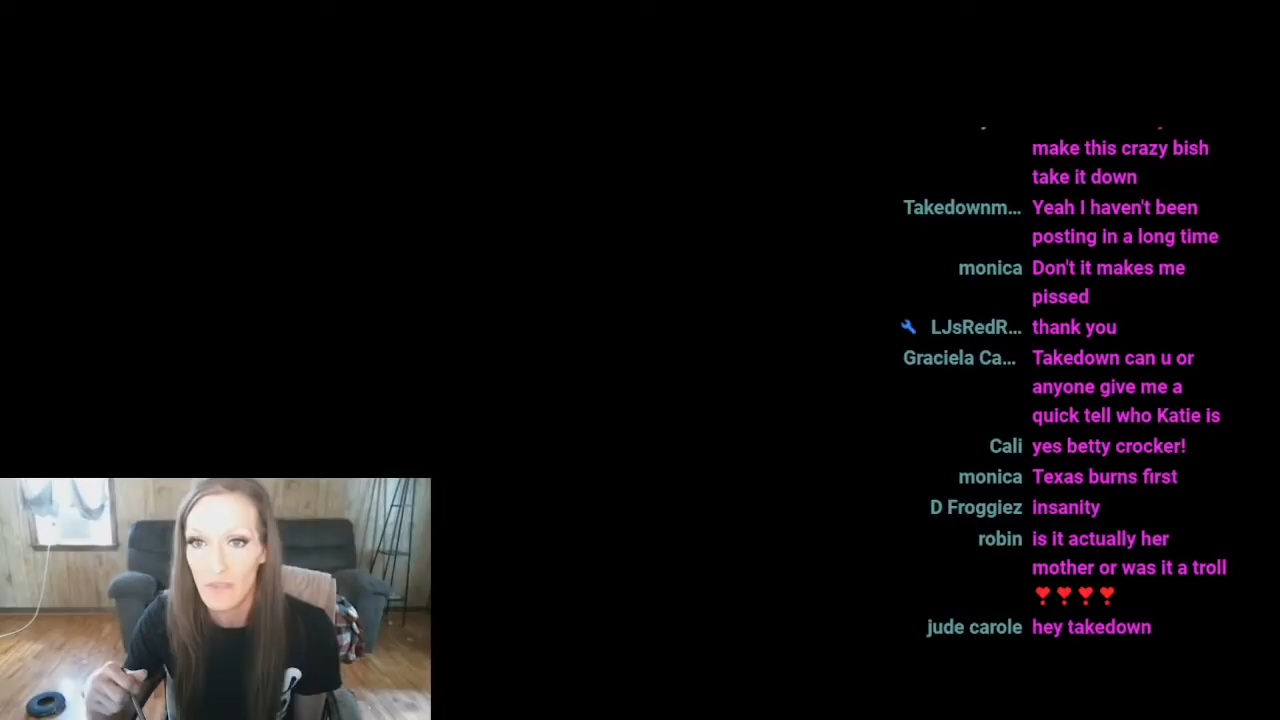 make this crazy bish
take it down
Takedownm... Yeah I haven't been
posting in a long time
monica Don't it makes me
pissed
LJsRedR... thank you
Graciela Ca... Takedown can u or
anyone give me a
quick tell who Katie is
Cali yes betty crocker!
monica Texas burns first
D Froggiez insanity
robin is it actually her
mother or was it a troll
❣❣❣❣
jude carole hey takedown